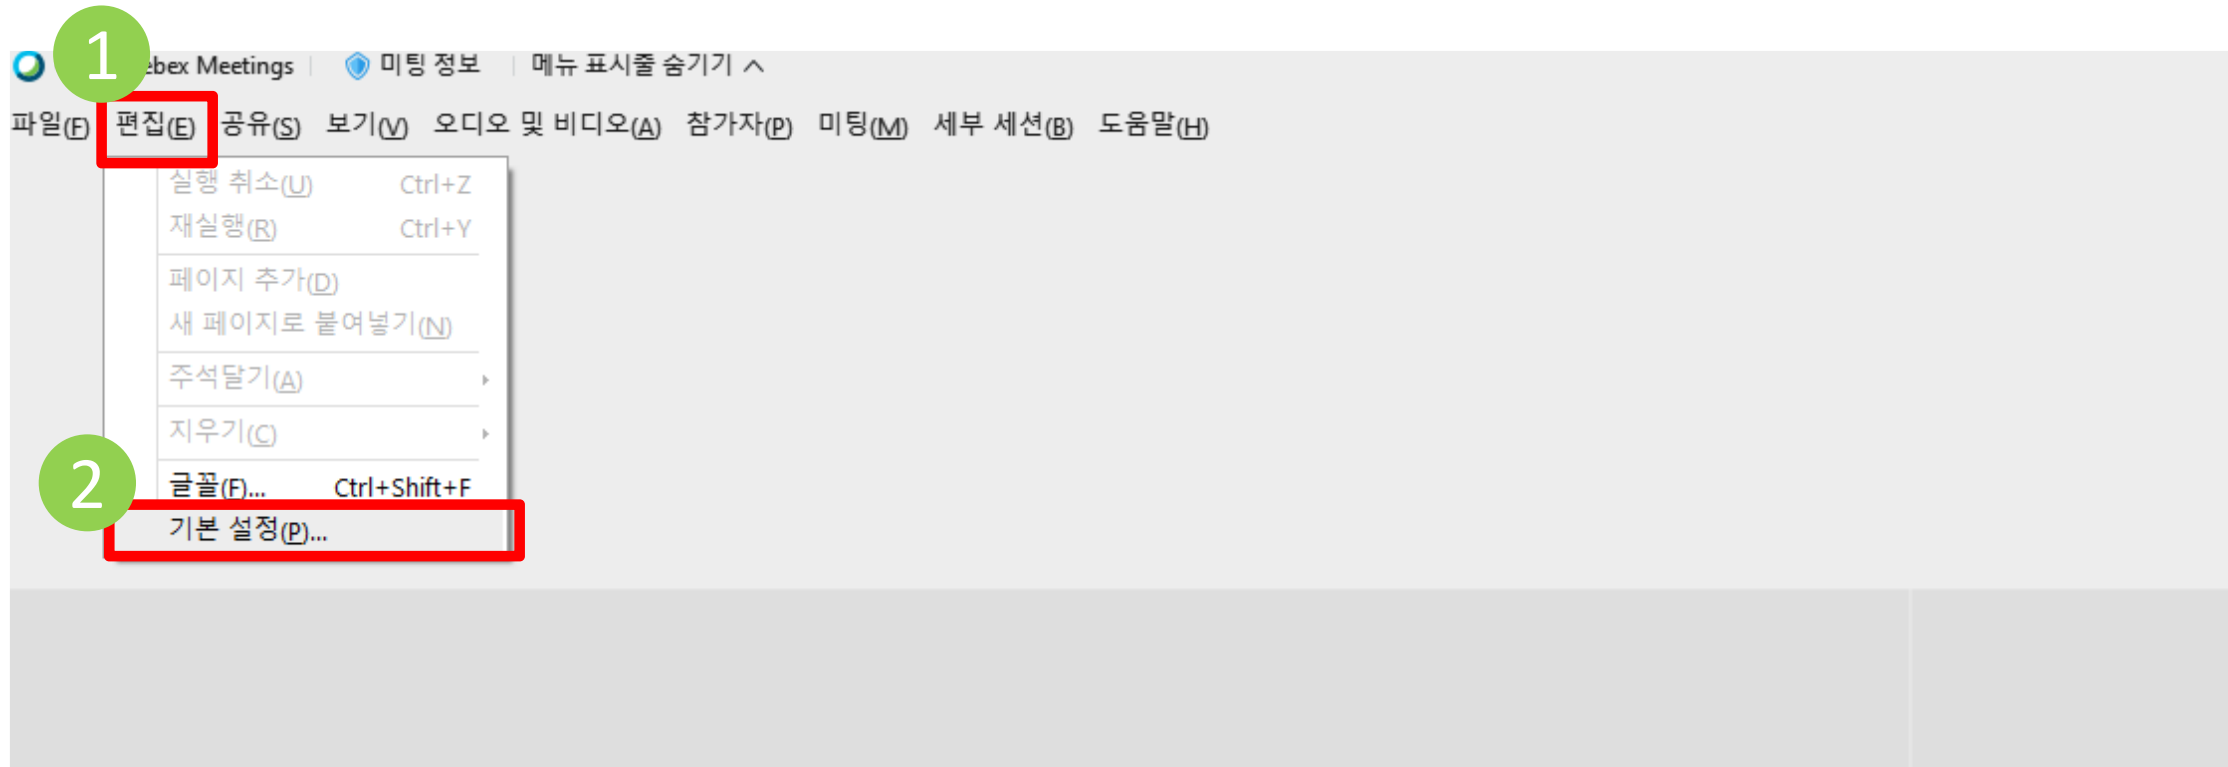 1
ebex Meetings 미팅 정보 메뉴 표시줄 숨기기
파일(F) 편집(E) 공유(S) 보기(V) 오디오 및 비디오(A) 참가자(P) 미팅(M) 세부 세션(B) 도움말(H)
실행 취소(U) Ctrl+Z
재실행(R) Ctrl+Y
페이지 추가(D)
새 페이지로 붙여넣기(N)
주석달기(A)
지우기(C)
2
글꼴(F)... Ctrl+Shift+F
기본 설정(P)...